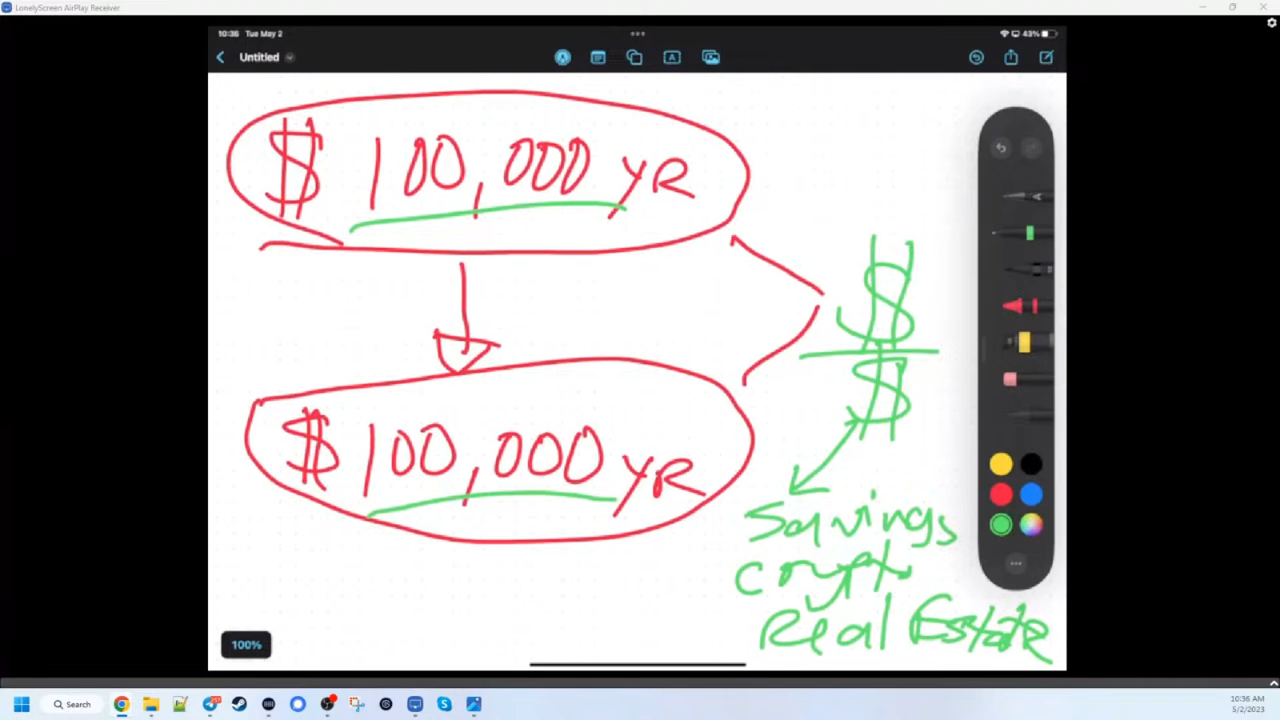 LonelyScreen AirPlay Receiver
10:36 Tue May 2
43%
Untitled
A
$ 100,000 yR
$ 100,000 yR
$
$
Savings
crypto
Real Estate
100%
Search
10:36 AM
5/2/2023